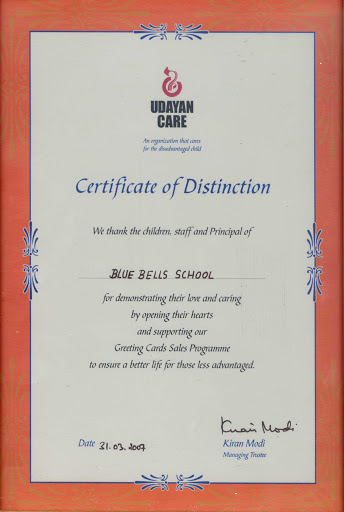 UDAYAN
CARE
An organization that cares
for the disadvantaged child
Certificate of Distinction
We thank the children, staff and Principal of
BLUE BELLS SCHOOL
for demonstrating their love and caring
by opening their hearts
and supporting our
Greeting Cards Sales Programme
to ensure a better life for those less advantaged.
Kiran Modi
Date 31.03.2007
Kiran Modi
Managing Trustee